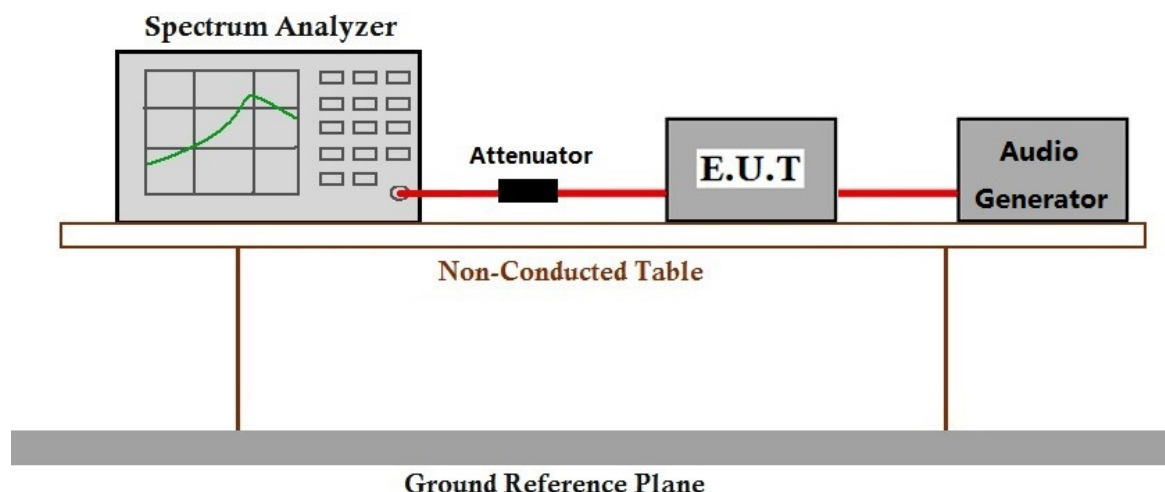 Spectrum Analyzer
Attenuator
E.U.T
Audio
Generator
Non-Conducted Table
Ground Reference Plane